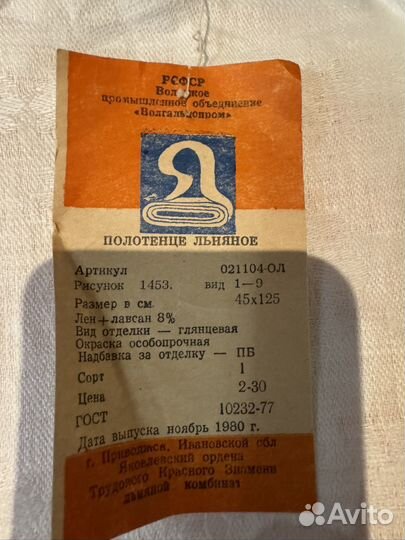 РСФСР
Волжское
промышленное объединение
«Волгальнопром»
ПОЛОТЕНЦЕ ЛЬНЯНОЕ
Артикул 021104-ОЛ
Рисунок 1453. вид 1—9
Размер в см. 45x125
Лен+лавсан 8%
Вид отделки — глянцевая
Окраска особопрочная
Надбавка за отделку — ПБ
Сорт 1
Цена 2-30
ГОСТ 10232-77
Дата выпуска ноябрь 1980 г.
г. Приволжск, Ивановской обл
Яковлевский ордена
Трудового Красного Знамени
льняной комбинат
Avito